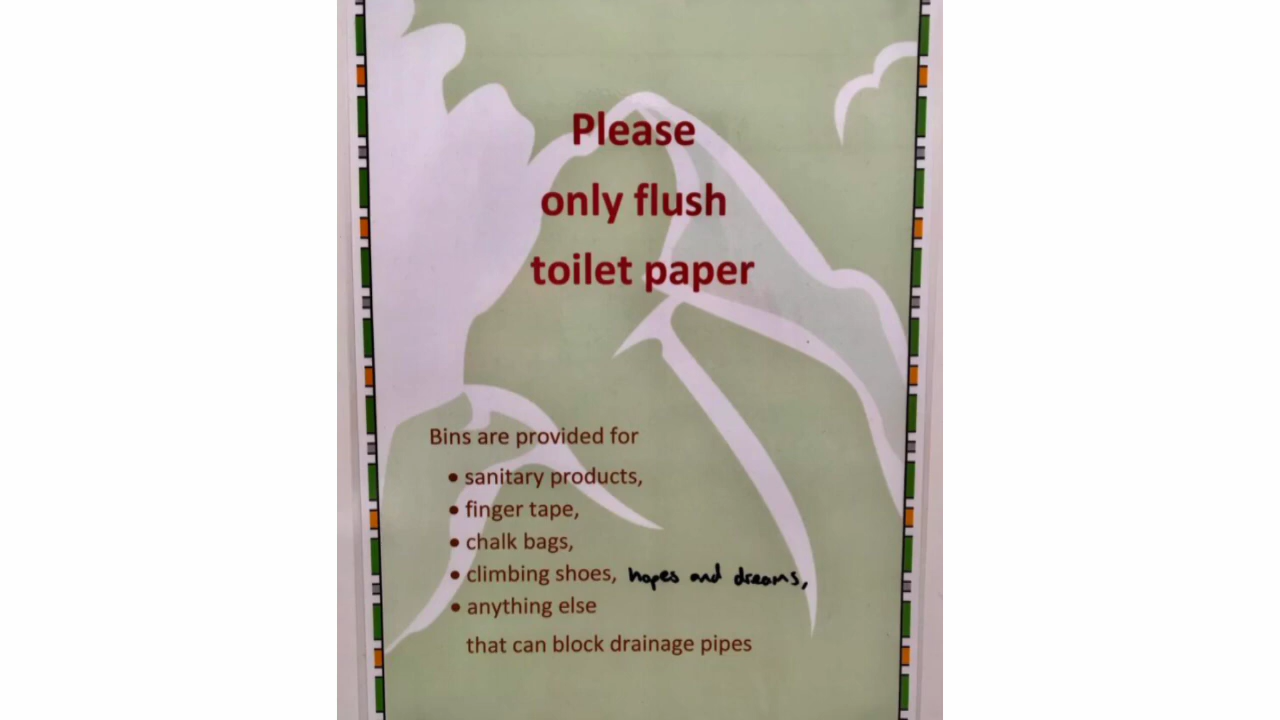 Please
only flush
toilet paper
Bins are provided for
• sanitary products,
• finger tape,
• chalk bags,
• climbing shoes, hopes and dreams,
• anything else
that can block drainage pipes